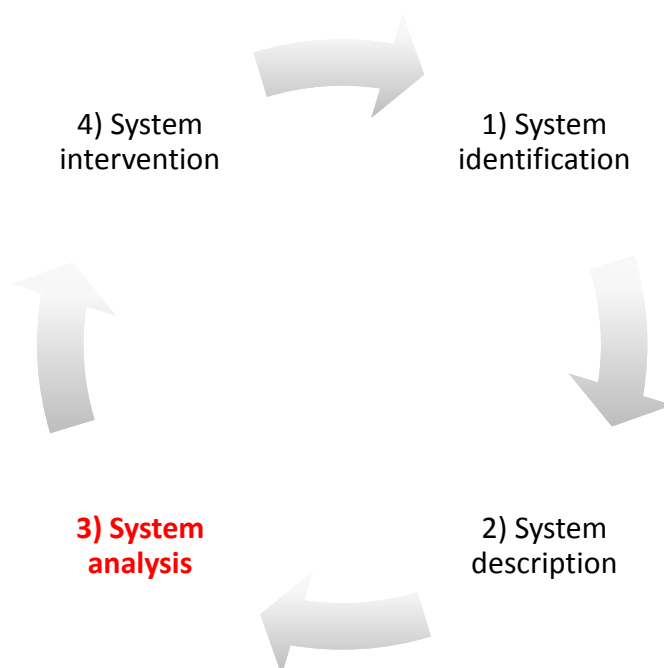 4) System
intervention
1) System
identification
3) System
analysis
2) System
description